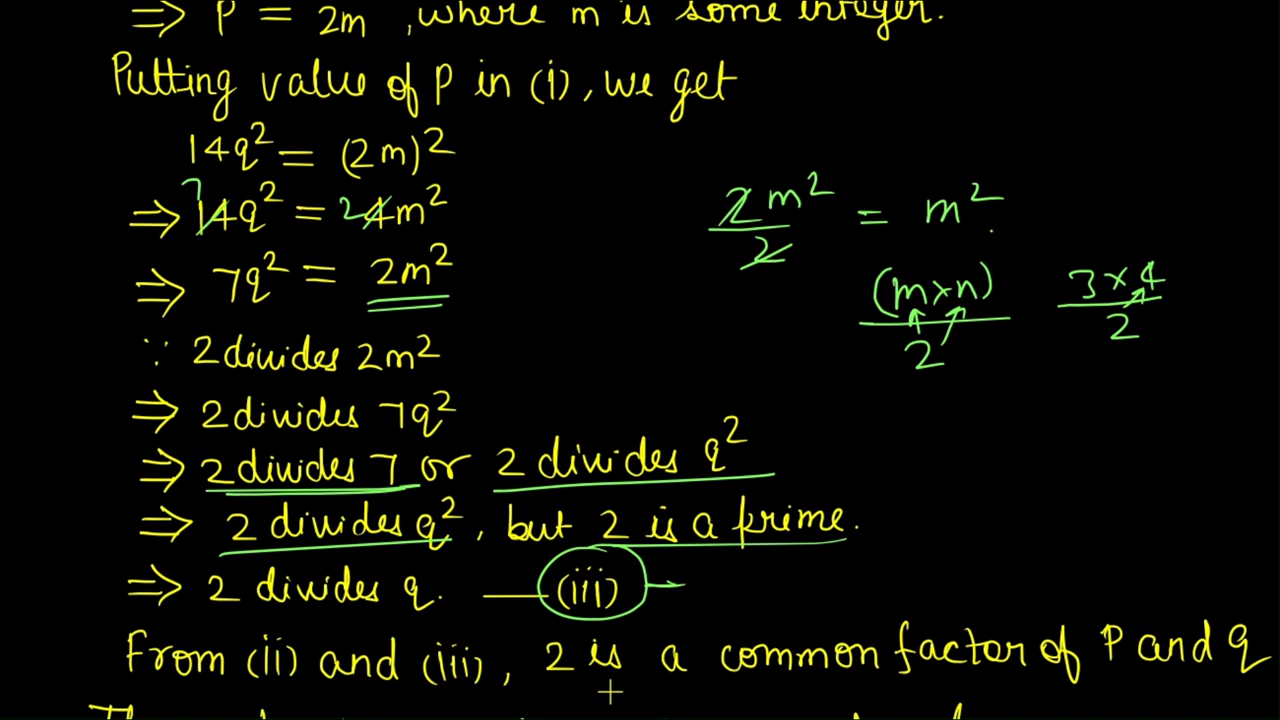 ⇒ P = 2m , where m is some integer.
Putting value of P in (i), we get
14q² = (2m)²
⇒ 14q² = 4m²
7 2
⇒ 7q² = 2m²
∵ 2 divides 2m²
⇒ 2 divides 7q²
⇒ 2 divides 7 or 2 divides q²
⇒ 2 divides q², but 2 is a prime.
⇒ 2 divides q. —(iii)
From (ii) and (iii), 2 is a common factor of P and q
2m²/2 = m²
(m×n)/2
3×4/2